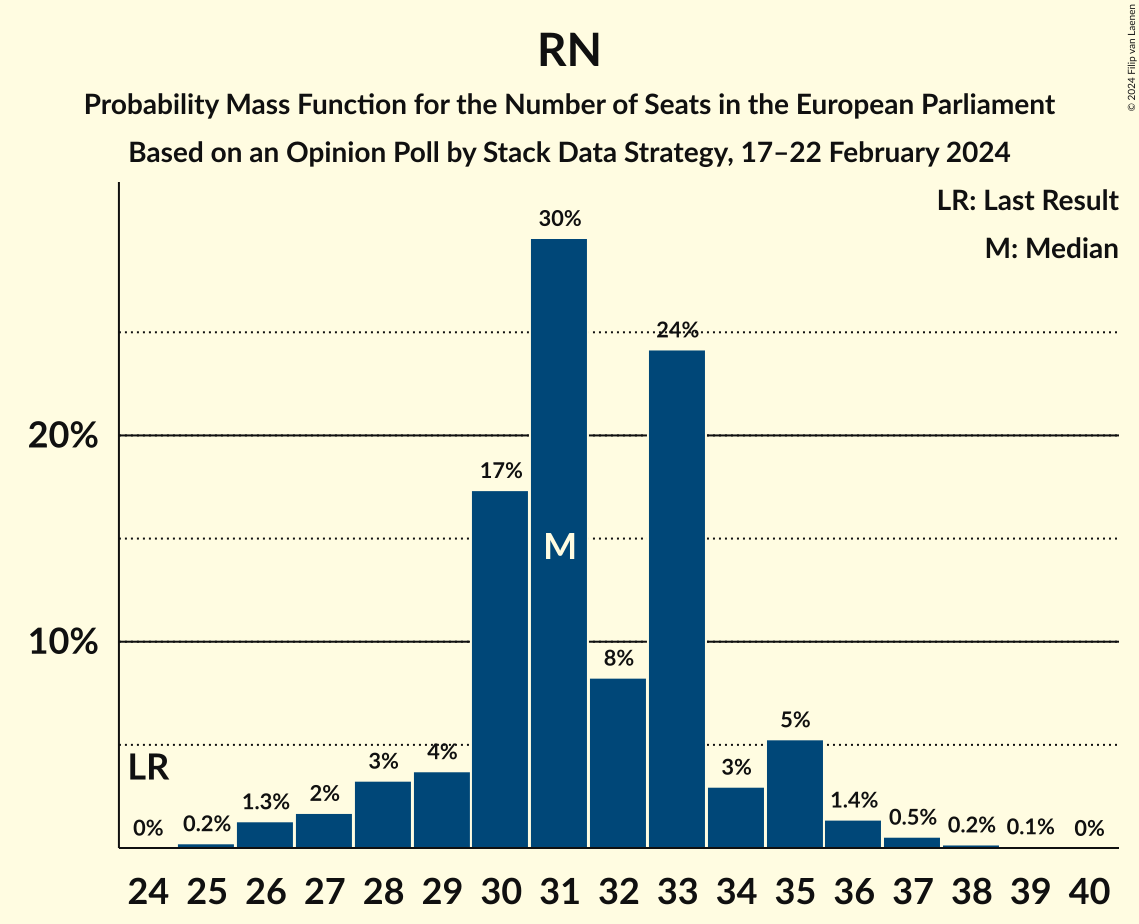 RN
Probability Mass Function for the Number of Seats in the European Parliament
Based on an Opinion Poll by Stack Data Strategy, 17–22 February 2024
© 2024 Filip van Laenen
LR: Last Result
M: Median
20%
10%
LR
M
0% 0.2% 1.3% 2% 3% 4% 17% 30% 8% 24% 3% 5% 1.4% 0.5% 0.2% 0.1% 0%
24 25 26 27 28 29 30 31 32 33 34 35 36 37 38 39 40